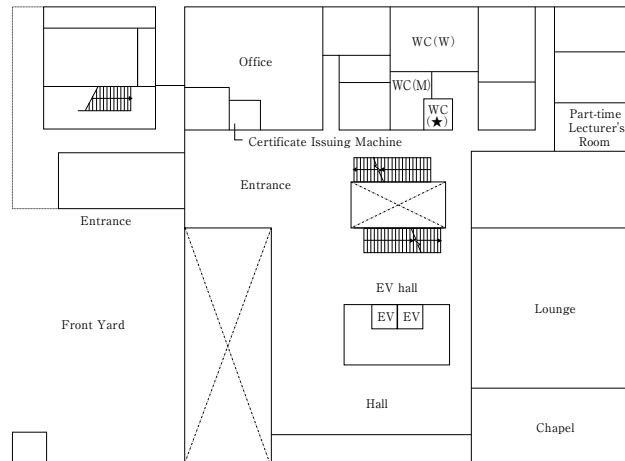 WC(W)
Office
WC(M)
WC
(★)
Part-time
Lecturer's
Room
Certificate Issuing Machine
Entrance
Entrance
EV hall
Lounge
EV EV
Front Yard
Hall
Chapel